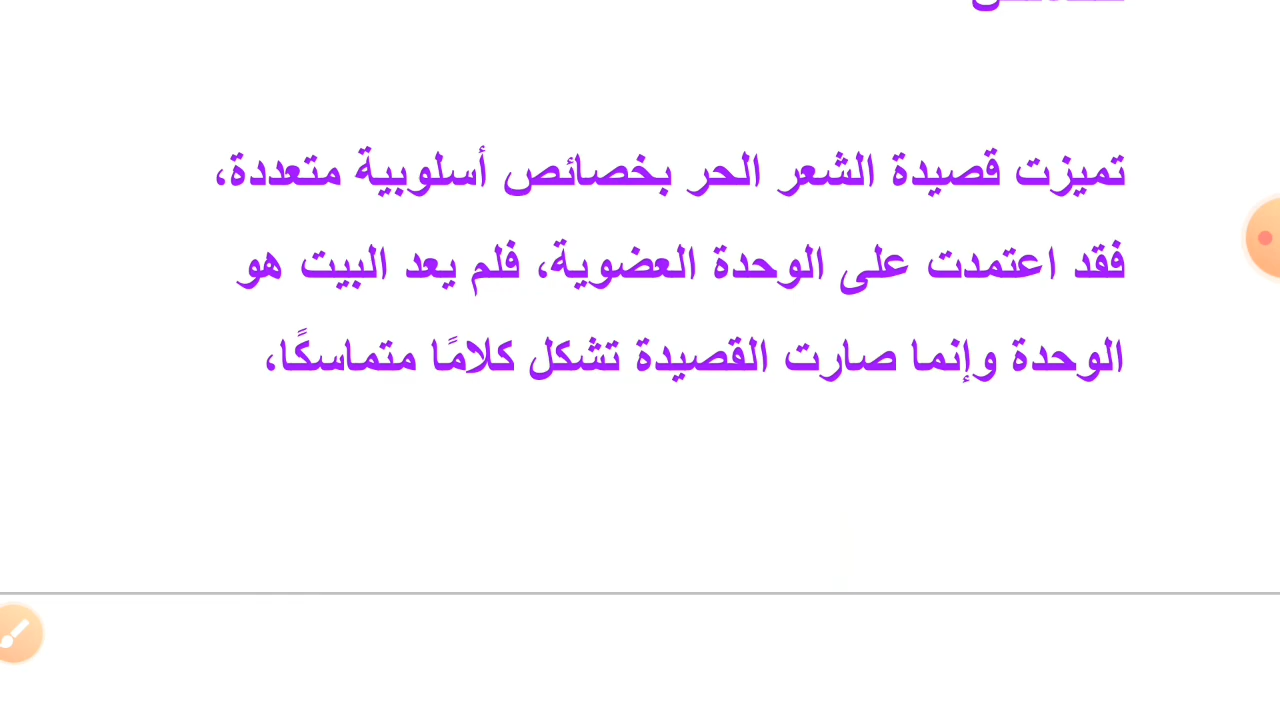 تميزت قصيدة الشعر الحر بخصائص أسلوبية متعددة،
فقد اعتمدت على الوحدة العضوية، فلم يعد البيت هو
الوحدة وإنما صارت القصيدة تشكل كلامًا متماسكًا،